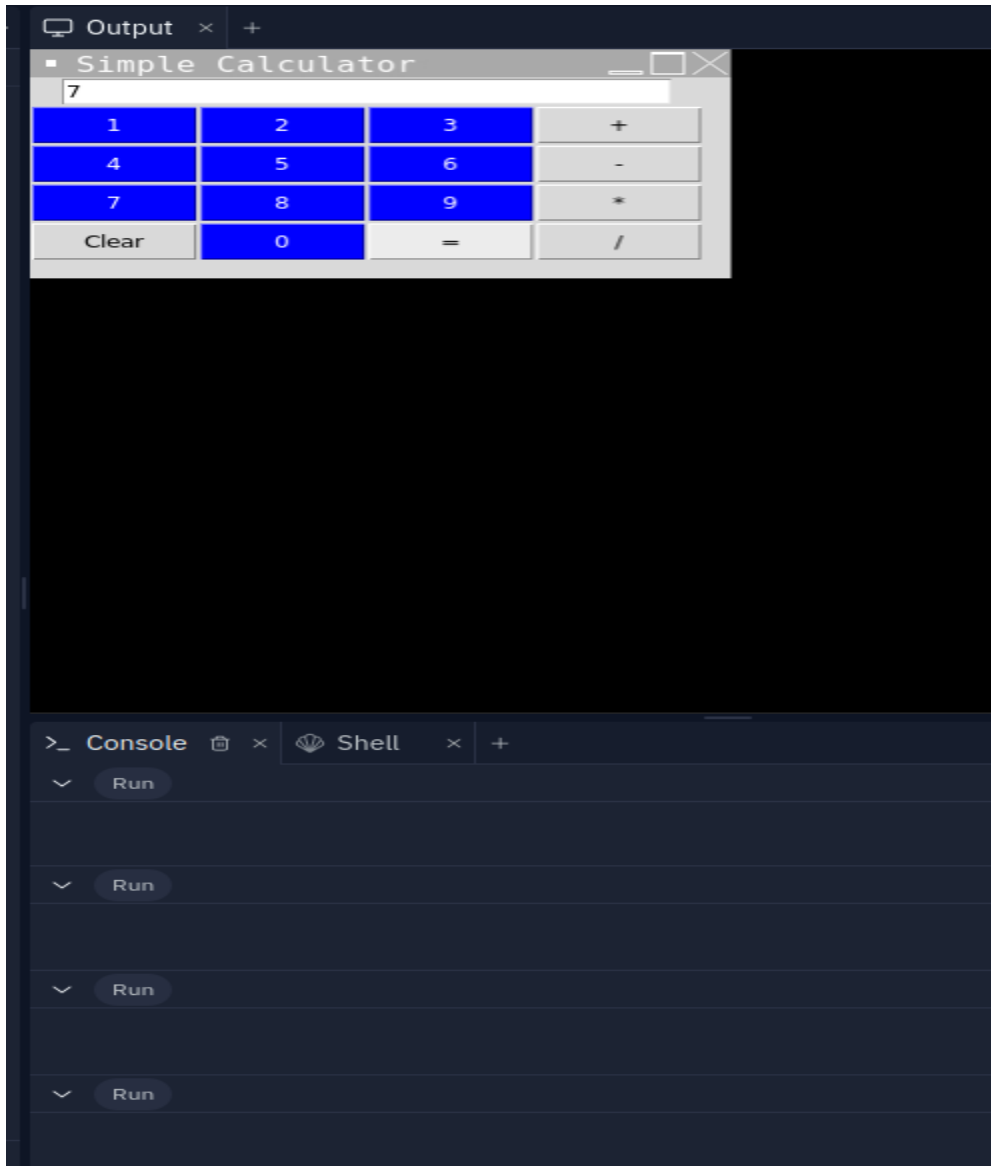 Output × +
Simple Calculator
7
1 2 3 +
4 5 6 -
7 8 9 *
Clear 0 = /
>_ Console × Shell × +
Run
Run
Run
Run